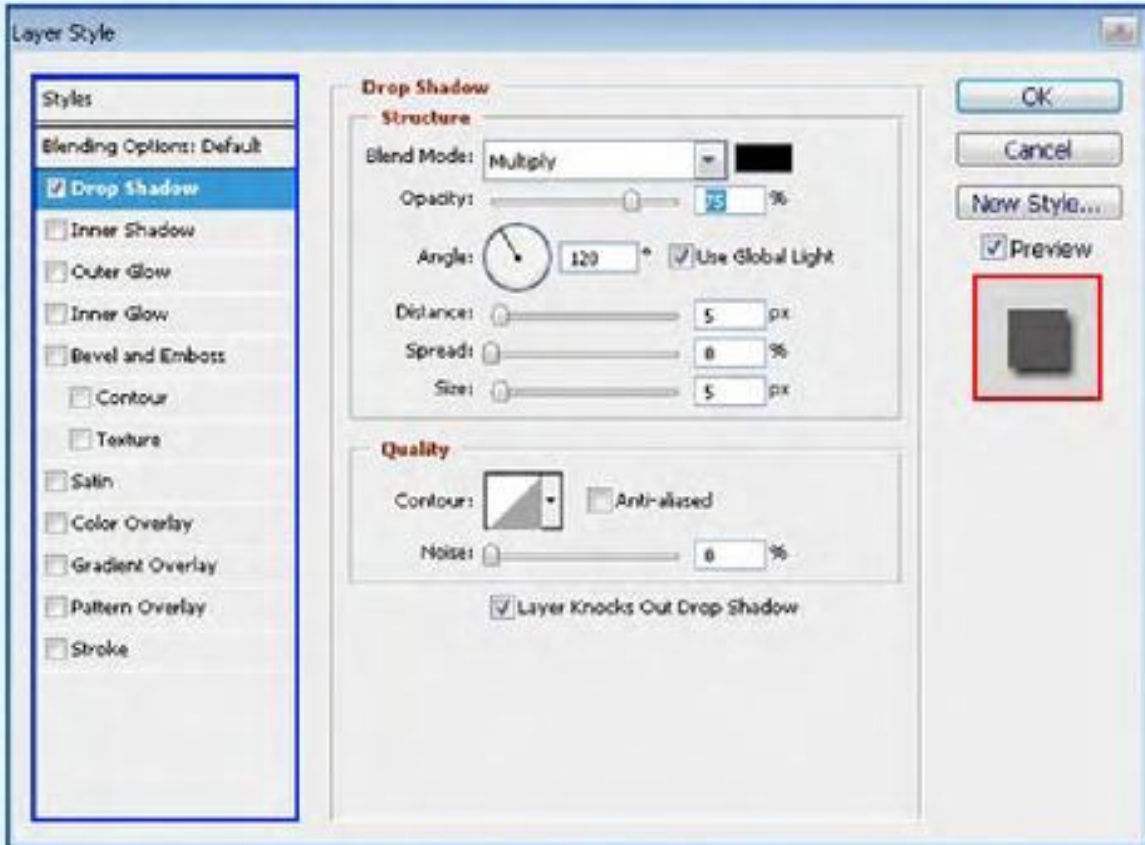 Layer Style
Styles
Blending Options: Default
Drop Shadow
Inner Shadow
Outer Glow
Inner Glow
Bevel and Emboss
Contour
Texture
Satin
Color Overlay
Gradient Overlay
Pattern Overlay
Stroke
Drop Shadow
Structure
Blend Mode: Multiply
Opacity: 75 %
Angle: 120 ° Use Global Light
Distance: 5 px
Spread: 0 %
Size: 5 px
Quality
Contour: Anti-aliased
Noise: 0 %
Layer Knocks Out Drop Shadow
OK
Cancel
New Style...
Preview